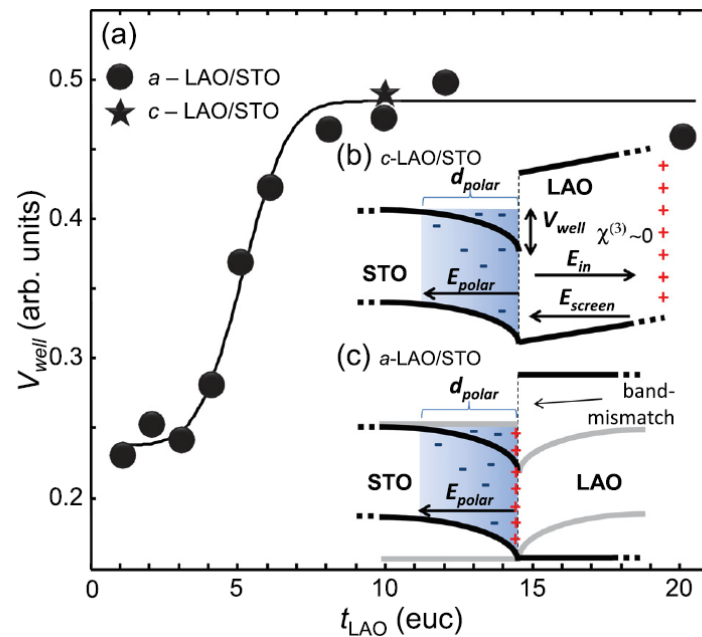 (a)
a – LAO/STO
c – LAO/STO
V_well (arb. units)
0.5
0.4
0.3
0.2
0 5 10 15 20
t_LAO (euc)
(b) c-LAO/STO
d_polar
LAO
V_well
χ^(3)~0
STO
E_in
E_polar
E_screen
+ + + + + + + +
- - - - - - -
(c) a-LAO/STO
d_polar
band-
mismatch
STO
LAO
E_polar
+ + + + + + +
- - - - - - -